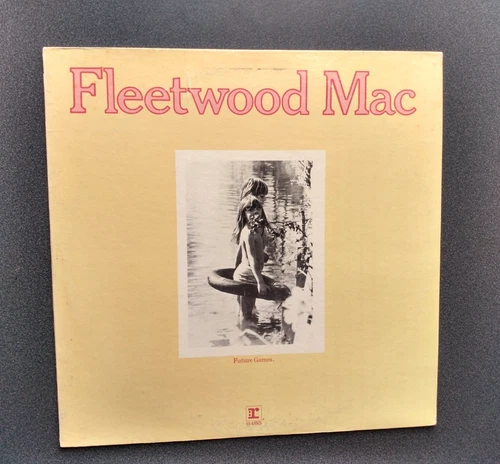 Fleetwood Mac
Future Games.
r